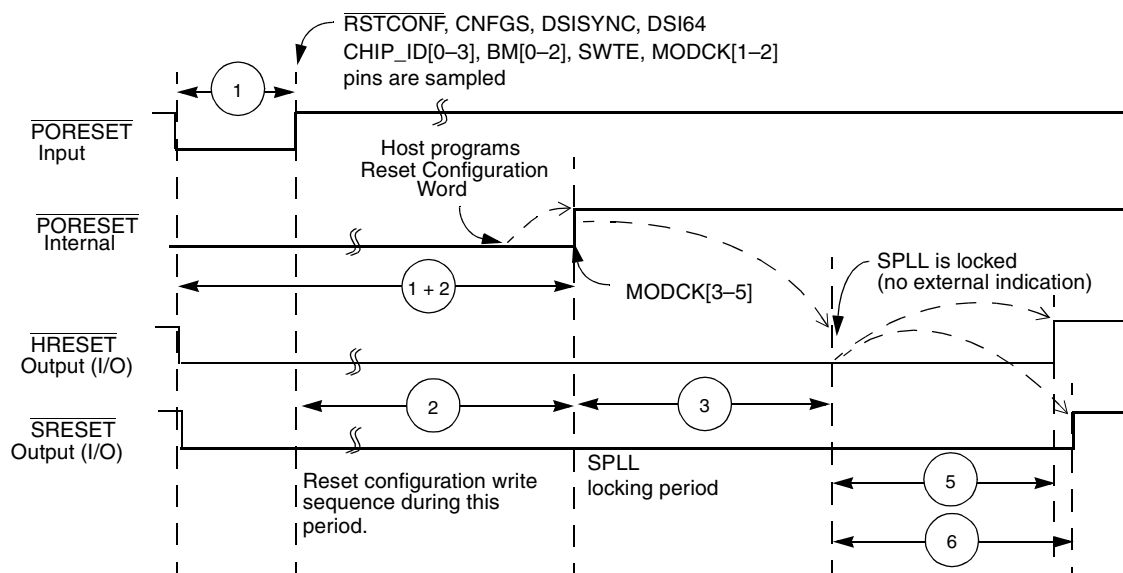 RSTCONF, CNFGS, DSISYNC, DSI64
CHIP_ID[0–3], BM[0–2], SWTE, MODCK[1–2]
pins are sampled
1
PORESET
Input
Host programs
Reset Configuration
Word
PORESET
Internal
1 + 2
MODCK[3–5]
SPLL is locked
(no external indication)
HRESET
Output (I/O)
2
3
SRESET
Output (I/O)
Reset configuration write
sequence during this
period.
SPLL
locking period
5
6